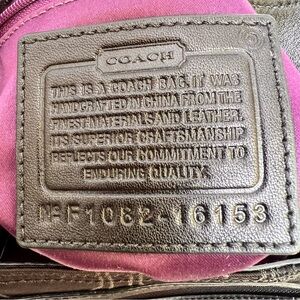 COACH
THIS IS A COACH BAG. IT WAS
HANDCRAFTED IN CHINA FROM THE
FINEST MATERIALS AND LEATHER.
ITS SUPERIOR CRAFTSMANSHIP
REFLECTS OUR COMMITMENT TO
ENDURING QUALITY.
F1082-16153